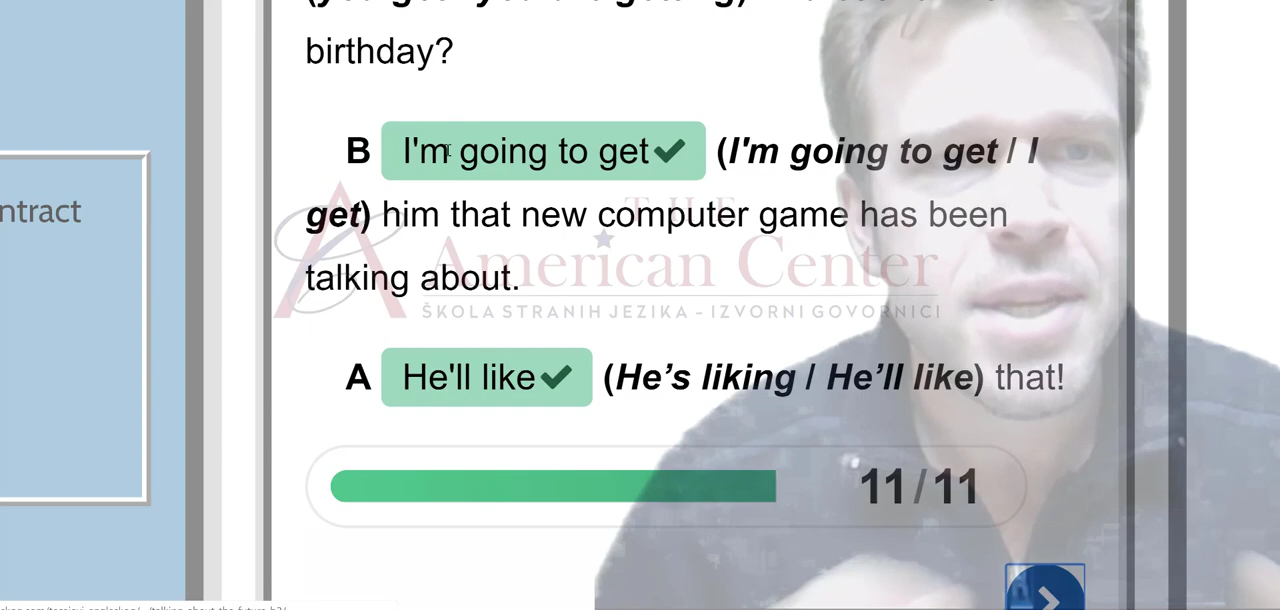 birthday?
B I'm going to get (I'm going to get / I
get) him that new computer game has been
talking about.
ntract
THE
American Center
ŠKOLA STRANIH JEZIKA - IZVORNI GOVORNICI
A He'll like (He's liking / He'll like) that!
11/11